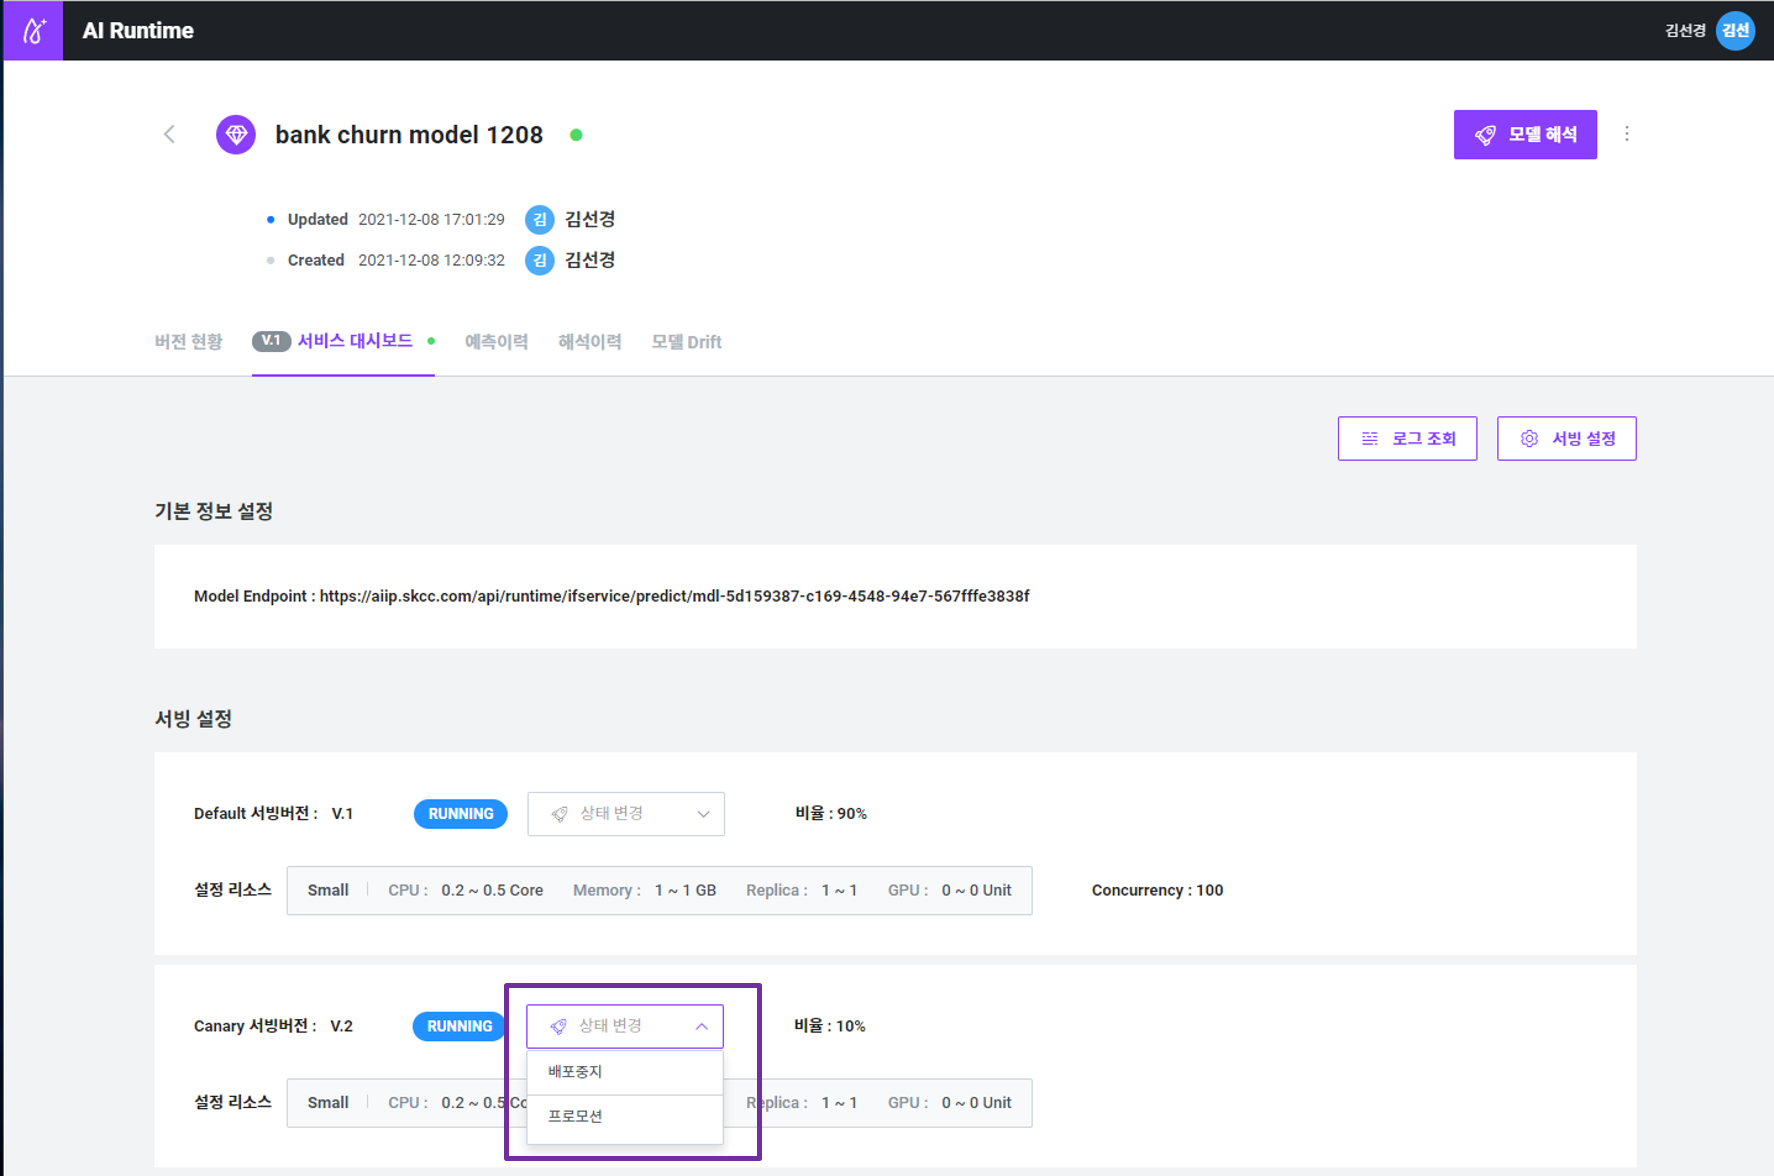 AI Runtime
김선경 김선
bank churn model 1208
모델 해석
Updated 2021-12-08 17:01:29 김 김선경
Created 2021-12-08 12:09:32 김 김선경
버전 현황 V.1 서비스 대시보드 예측이력 해석이력 모델 Drift
로그 조회 서빙 설정
기본 정보 설정
Model Endpoint : https://aiip.skcc.com/api/runtime/ifservice/predict/mdl-5d159387-c169-4548-94e7-567fffe3838f
서빙 설정
Default 서빙버전 : V.1 RUNNING 상태 변경 비율 : 90%
설정 리소스 Small CPU : 0.2 ~ 0.5 Core Memory : 1 ~ 1 GB Replica : 1 ~ 1 GPU : 0 ~ 0 Unit Concurrency : 100
Canary 서빙버전 : V.2 RUNNING 상태 변경 비율 : 10%
배포중지
설정 리소스 Small CPU : 0.2 ~ 0.5 Co Replica : 1 ~ 1 GPU : 0 ~ 0 Unit
프로모션